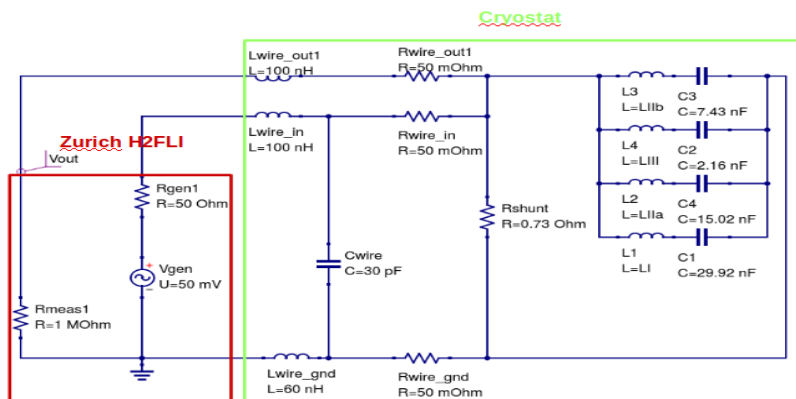 Cryostat
Lwire_out1
L=100 nH
Rwire_out1
R=50 mOhm
L3
L=LIIb
C3
C=7.43 nF
Lwire_in
L=100 nH
Rwire_in
R=50 mOhm
L4
L=LIII
C2
C=2.16 nF
Zurich H2FLI
Vout
Rgen1
R=50 Ohm
L2
L=LIIa
C4
C=15.02 nF
Rshunt
R=0.73 Ohm
L1
L=LI
C1
C=29.92 nF
Cwire
C=30 pF
Vgen
U=50 mV
Rmeas1
R=1 MOhm
Lwire_gnd
L=60 nH
Rwire_gnd
R=50 mOhm